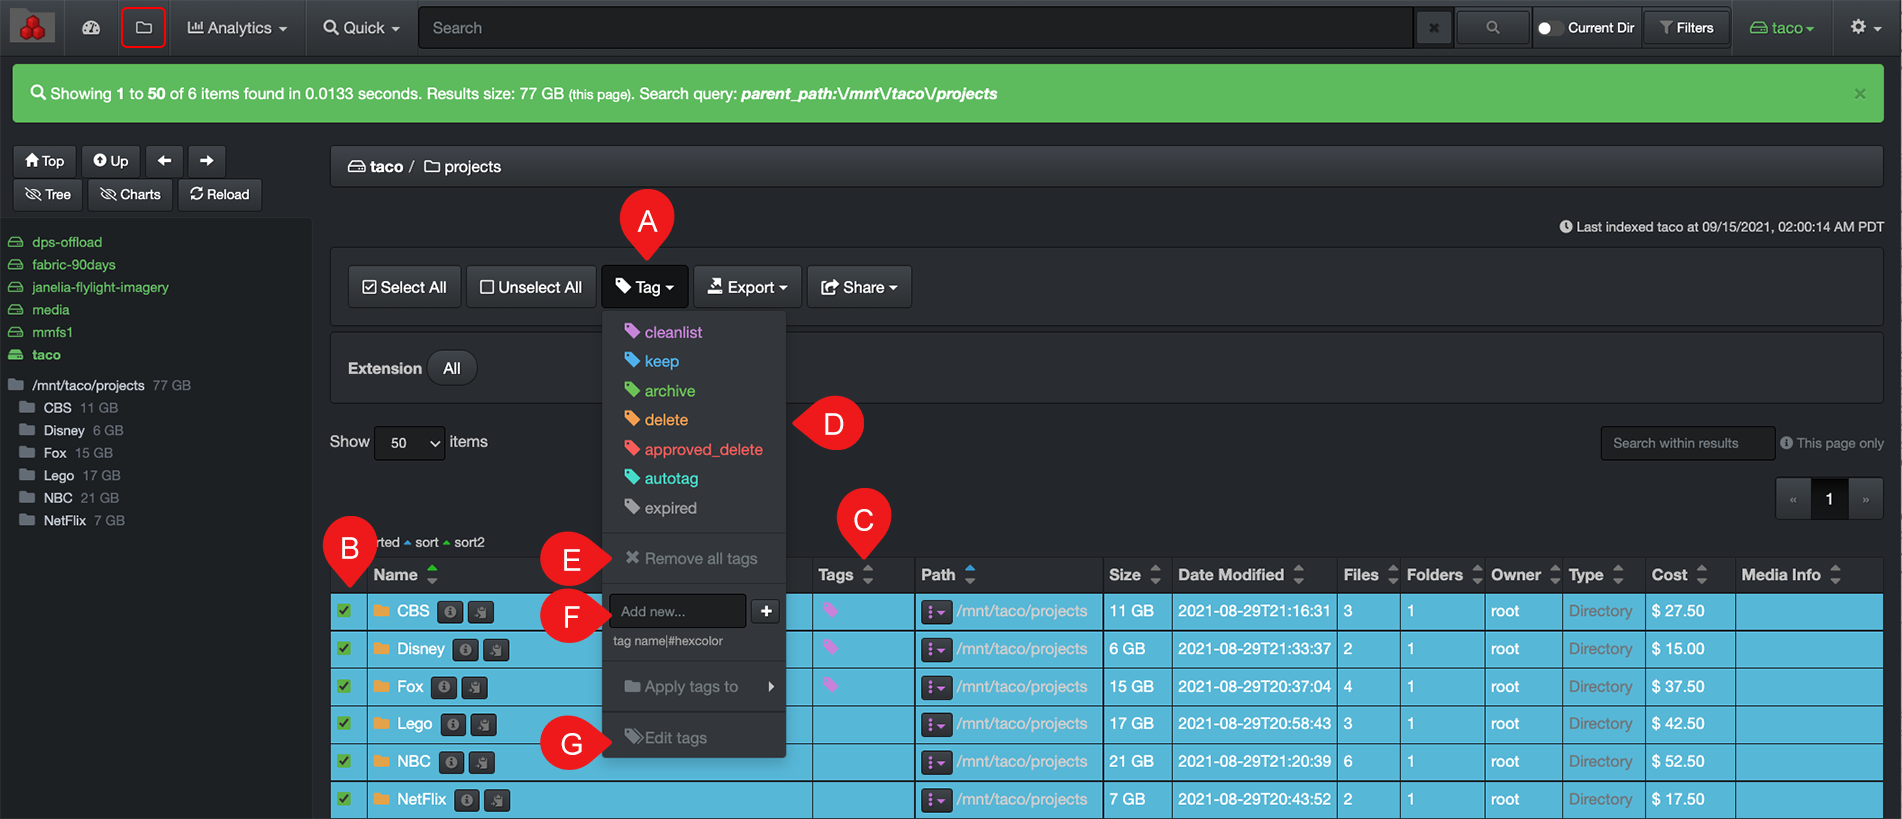 Analytics Quick Search Current Dir Filters taco
Showing 1 to 50 of 6 items found in 0.0133 seconds. Results size: 77 GB (this page). Search query: parent_path:\/mnt\/taco\/projects ×
Top Up
Tree Charts Reload
taco / projects
Last indexed taco at 09/15/2021, 02:00:14 AM PDT
dps-offload
fabric-90days
janelia-flylight-imagery
media
mmfs1
taco
/mnt/taco/projects 77 GB
CBS 11 GB
Disney 6 GB
Fox 15 GB
Lego 17 GB
NBC 21 GB
NetFlix 7 GB
A
Select All Unselect All Tag Export Share
cleanlist
keep
archive
delete
approved_delete
autotag
expired
Remove all tags
Add new... +
tag name|#hexcolor
Apply tags to
Edit tags
Extension All
D
Show 50 items
Search within results This page only
« 1 »
C
B
E
F
G
rted sort sort2
Name Tags Path Size Date Modified Files Folders Owner Type Cost Media Info
CBS /mnt/taco/projects 11 GB 2021-08-29T21:16:31 3 1 root Directory $ 27.50
Disney /mnt/taco/projects 6 GB 2021-08-29T21:33:37 2 1 root Directory $ 15.00
Fox /mnt/taco/projects 15 GB 2021-08-29T20:37:04 4 1 root Directory $ 37.50
Lego /mnt/taco/projects 17 GB 2021-08-29T20:58:43 3 1 root Directory $ 42.50
NBC /mnt/taco/projects 21 GB 2021-08-29T21:20:39 6 1 root Directory $ 52.50
NetFlix /mnt/taco/projects 7 GB 2021-08-29T20:43:52 2 1 root Directory $ 17.50